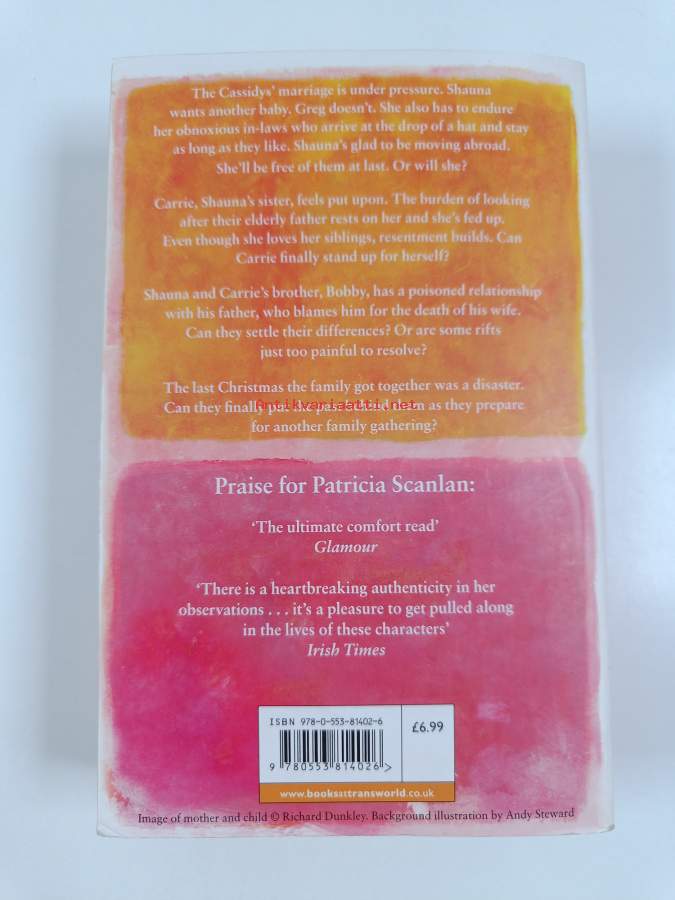 The Cassidys' marriage is under pressure. Shauna
wants another baby. Greg doesn't. She also has to endure
her obnoxious in-laws who arrive at the drop of a hat and stay
as long as they like. Shauna's glad to be moving abroad.
She'll be free of them at last. Or will she?
Carrie, Shauna's sister, feels put upon. The burden of looking
after their elderly father rests on her and she's fed up.
Even though she loves her siblings, resentment builds. Can
Carrie finally stand up for herself?
Shauna and Carrie's brother, Bobby, has a poisoned relationship
with his father, who blames him for the death of his wife.
Can they settle their differences? Or are some rifts
just too painful to resolve?
The last Christmas the family got together was a disaster.
Can they finally put the past behind them as they prepare
Antikvariaatti.net
for another family gathering?
Praise for Patricia Scanlan:
'The ultimate comfort read'
Glamour
'There is a heartbreaking authenticity in her
observations . . . it's a pleasure to get pulled along
in the lives of these characters'
Irish Times
ISBN 978-0-553-81402-6
£6.99
9 780553 814026 >
www.booksattransworld.co.uk
Image of mother and child © Richard Dunkley. Background illustration by Andy Steward